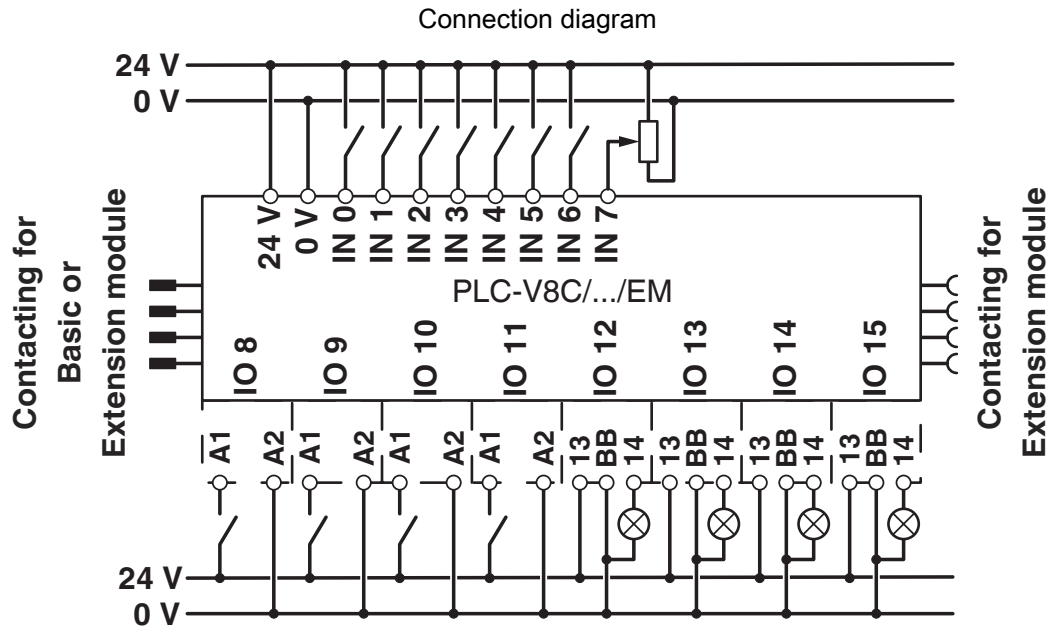 Connection diagram
24 V
0 V
Contacting for
Basic or
Extension module
24 V
0 V
IN 0
IN 1
IN 2
IN 3
IN 4
IN 5
IN 6
IN 7
PLC-V8C/.../EM
IO 8
IO 9
IO 10
IO 11
IO 12
IO 13
IO 14
IO 15
Contacting for
Extension module
A1
A2
A1
A2
A1
A2
A1
A2
13
BB
14
13
BB
14
13
BB
14
13
BB
14
24 V
0 V